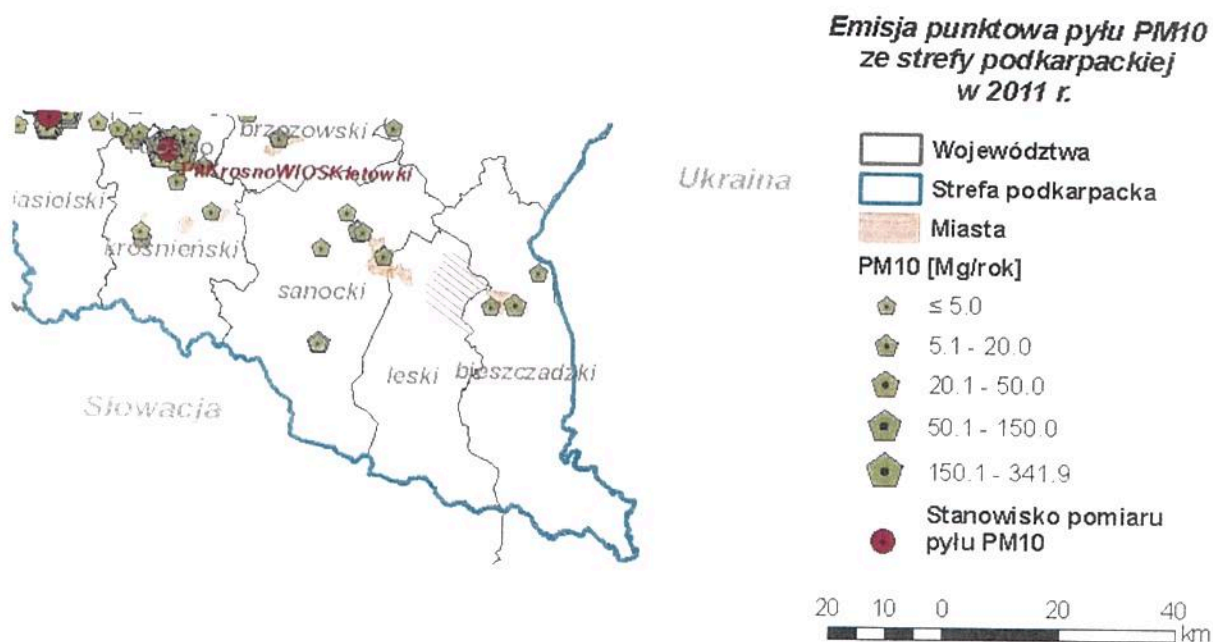 Emisja punktowa pyłu PM10
ze strefy podkarpackiej
w 2011 r.
Województwa
Strefa podkarpacka
Miasta
PM10 [Mg/rok]
≤ 5.0
5.1 - 20.0
20.1 - 50.0
50.1 - 150.0
150.1 - 341.9
Stanowisko pomiaru
pyłu PM10
20 10 0 20 40
km
brzozowski
PMKrosnoWIOSKletówki
Ukraina
jasielski
krośnieński
sanocki
leski
bieszczadzki
Słowacja